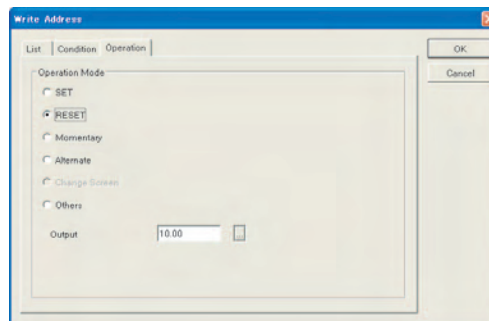 Write Address
List Condition Operation
OK
Cancel
Operation Mode
SET
RESET
Momentary
Alternate
Change Screen
Others
Output 10.00 ...